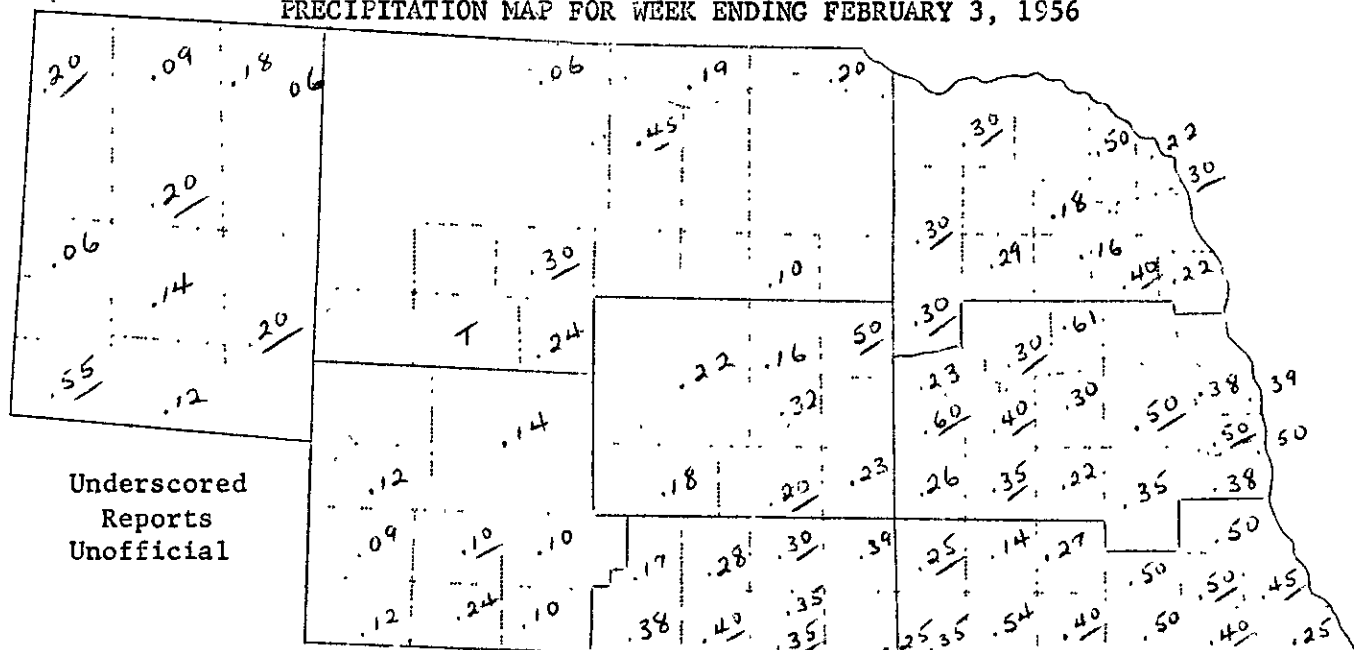 PRECIPITATION MAP FOR WEEK ENDING FEBRUARY 3, 1956
.20 .09 .18 06 .06 .19 .20
.45 .30 .50 .22
.20 .30
.18
.06 .30 .30 .29 .16
.14 .10 .40 .22
.20 T .24 .30 .61
.22 .16 50 .30
.55 .12 .32 .23 .38 39
.14 .60 .40 .30 .50 .50 50
.12 .18 .20 .23 .26 .35 .22 .35 .38
Underscored
Reports
Unofficial
.09 .10 .10 .17 .28 .30 .39 .25 .14 .27 .50
.50 .50 .45
.12 .24 .10 .38 .40 .35 .35 .25 .35 .54 .40 .50 .40 .25